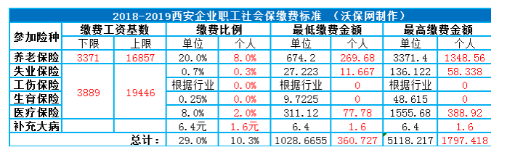 2018-2019西安企业职工社会保缴费标准 （沃保网制作）
参加险种 缴费工资基数 缴费比例 最低缴费金额 最高缴费金额
下限 上限 单位 个人 单位 个人 单位 个人
养老保险 3371 16857 20.0% 8.0% 674.2 269.68 3371.4 1348.56
失业保险 3889 19446 0.7% 0.3% 27.223 11.667 136.122 58.338
工伤保险 根据行业 0 根据行业 0 根据行业 0
生育保险 0.25% 0.0% 9.7225 0 48.615 0
医疗保险 8.0% 2.0% 311.12 77.78 1555.68 388.92
补充大病 6.4元 1.6元 6.4 1.6 6.4 1.6
总计： 29.0% 10.3% 1028.6655 360.727 5118.217 1797.418